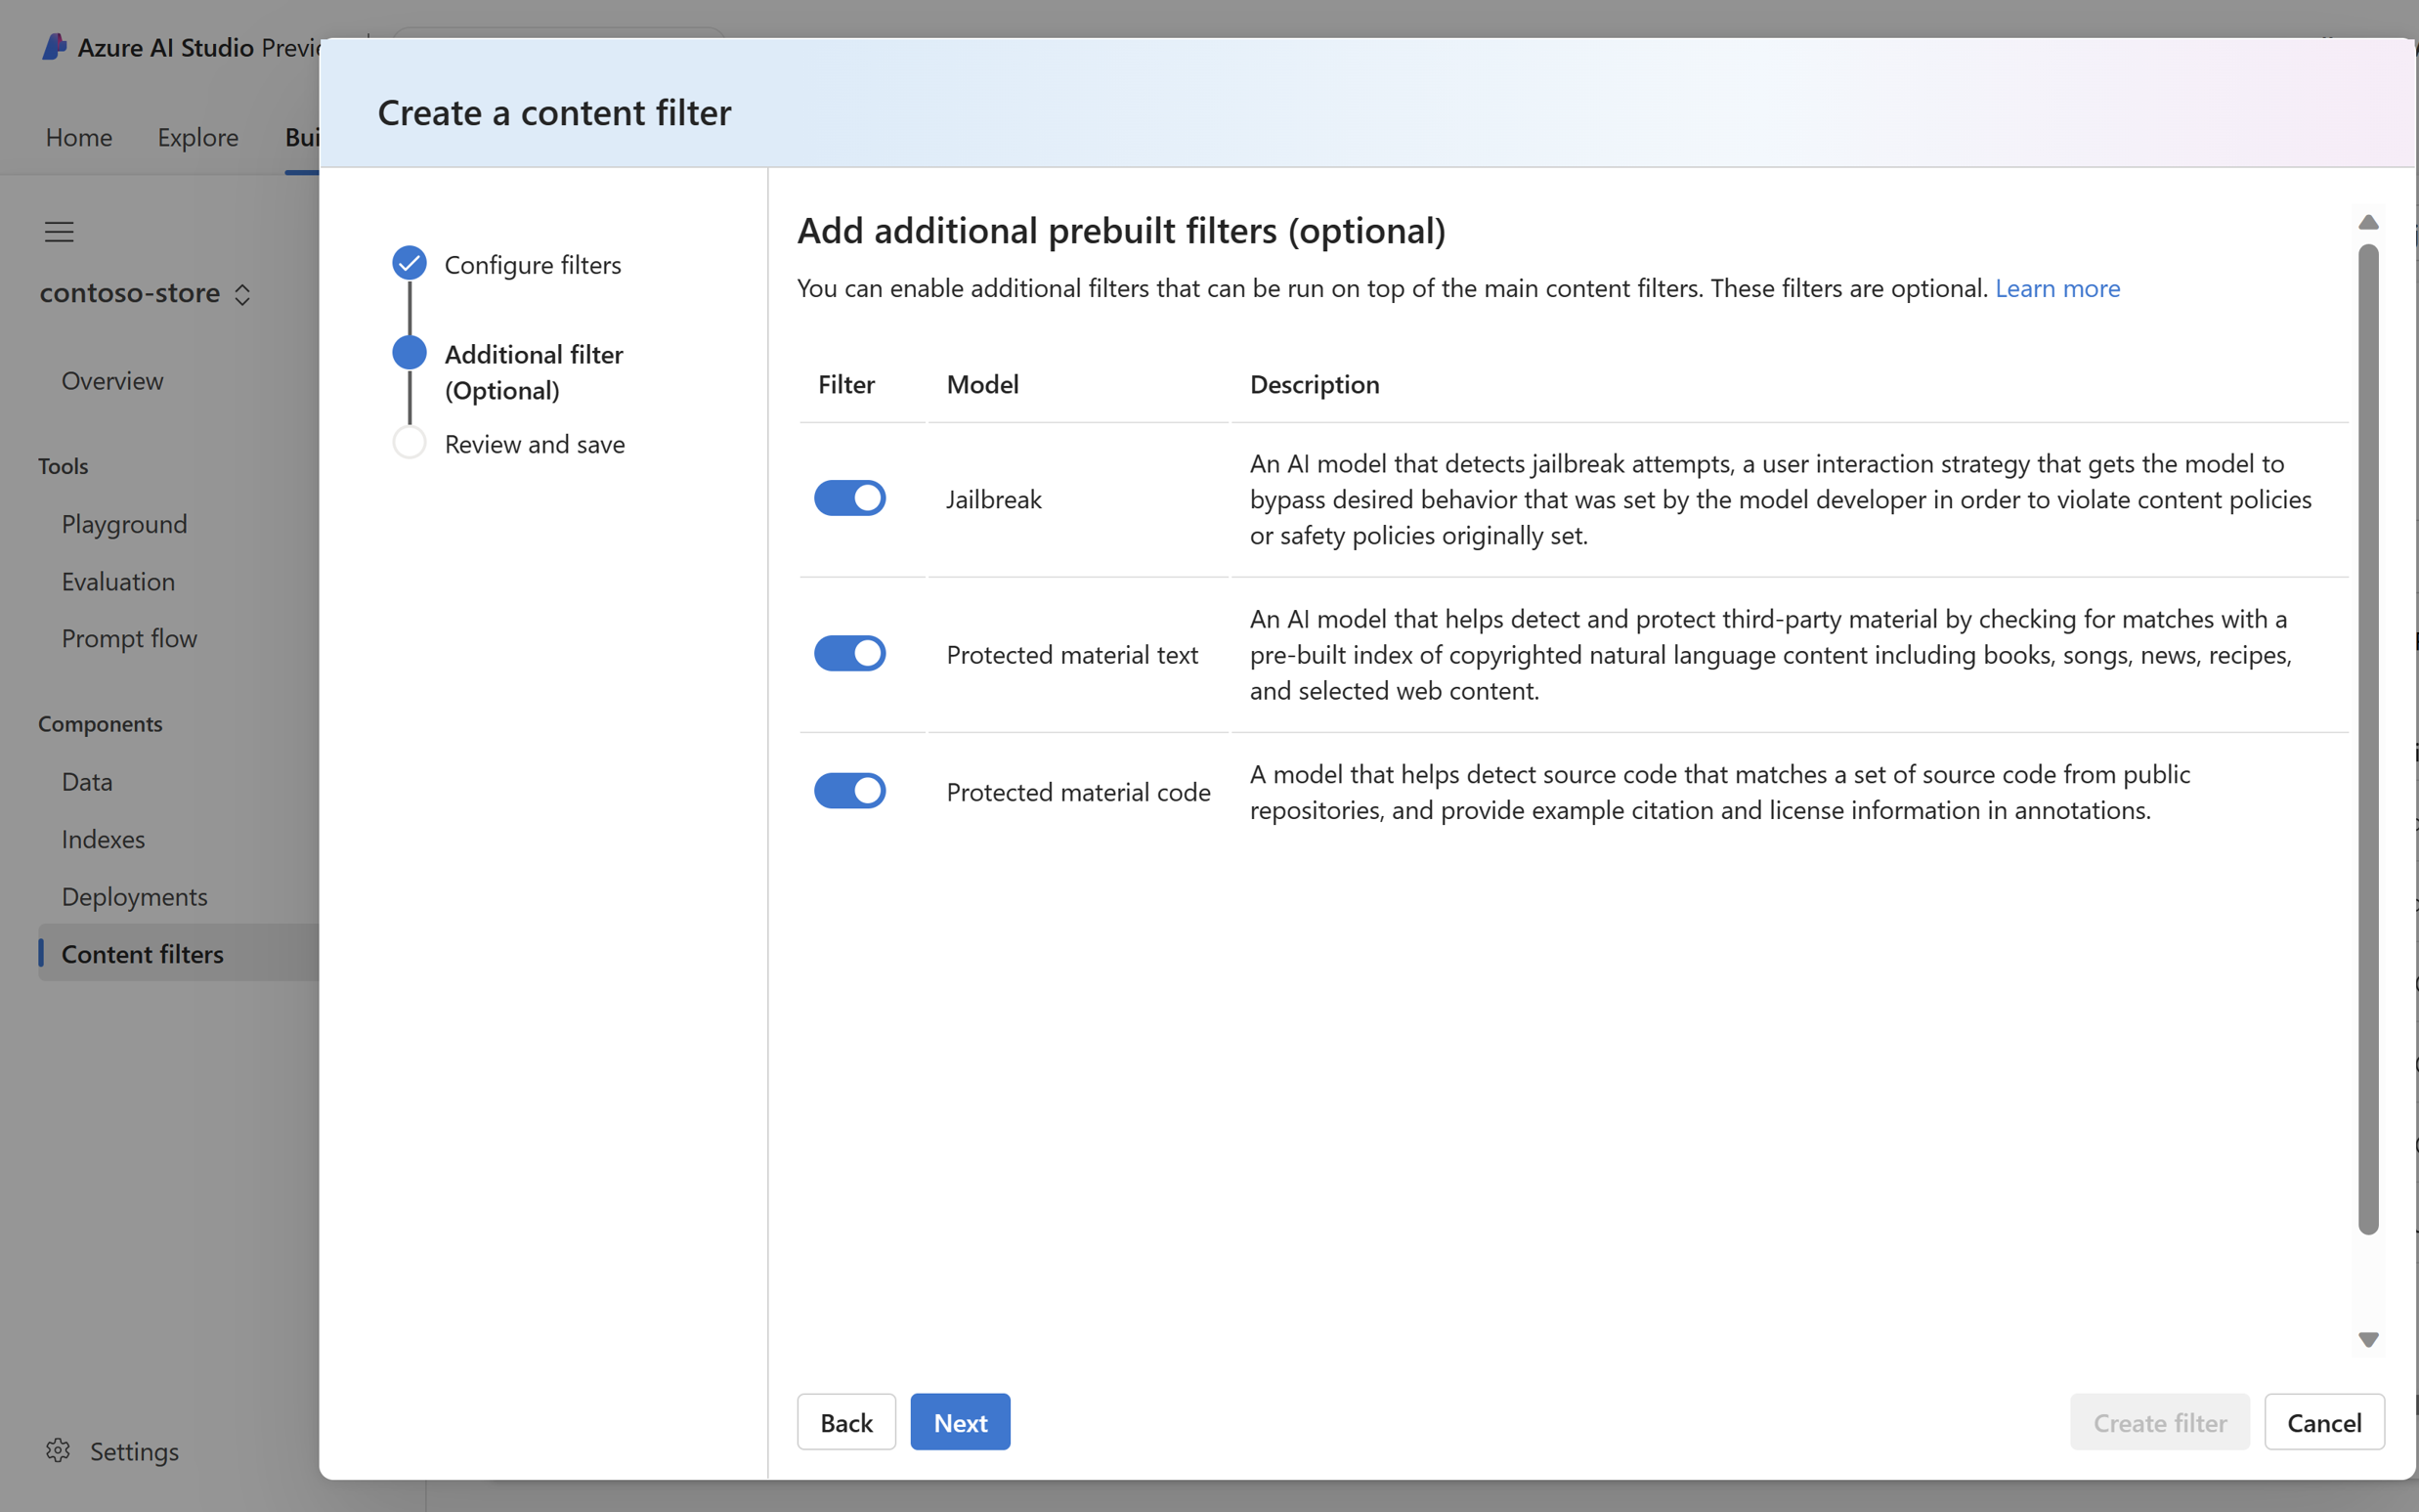 Azure AI Studio
Home
Explore
contoso-store
Overview
Tools
Playground
Evaluation
Prompt flow
Components
Data
Indexes
Deployments
Content filters
Settings
Create a content filter
Configure filters
Additional filter
(Optional)
Review and save
Add additional prebuilt filters (optional)
You can enable additional filters that can be run on top of the main content filters. These filters are optional. Learn more
Filter
Model
Description
Jailbreak
An AI model that detects jailbreak attempts, a user interaction strategy that gets the model to
bypass desired behavior that was set by the model developer in order to violate content policies
or safety policies originally set.
Protected material text
An AI model that helps detect and protect third-party material by checking for matches with a
pre-built index of copyrighted natural language content including books, songs, news, recipes,
and selected web content.
Protected material code
A model that helps detect source code that matches a set of source code from public
repositories, and provide example citation and license information in annotations.
Back
Next
Create filter
Cancel